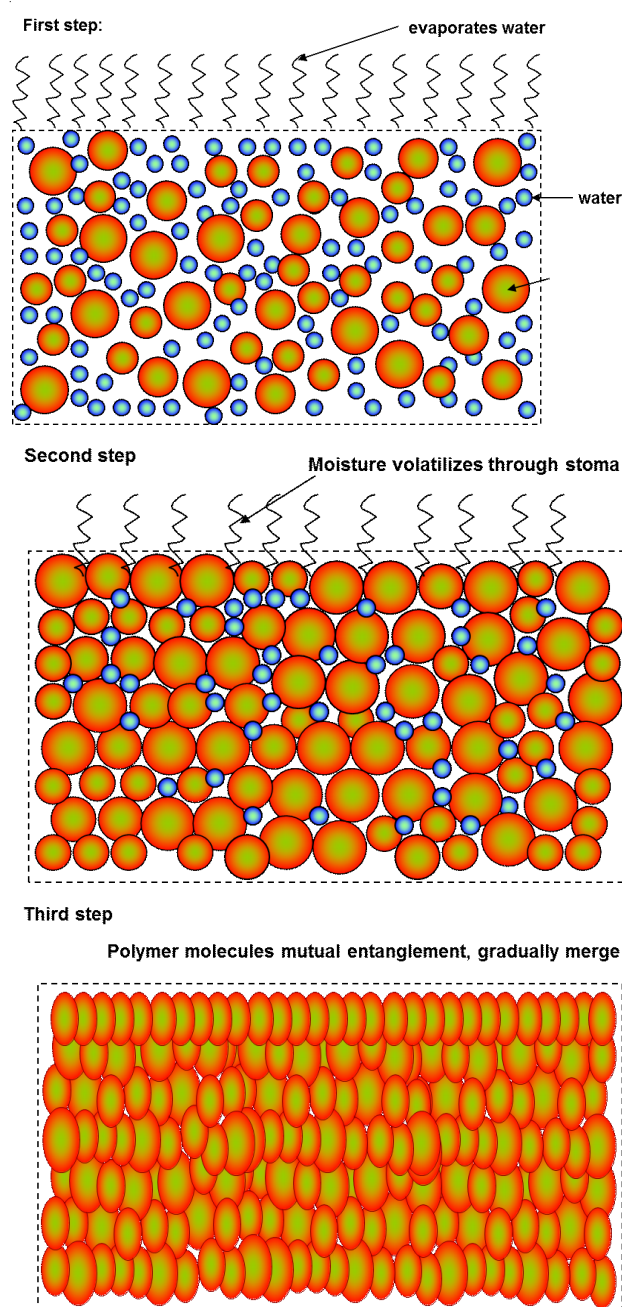 First step:
evaporates water
water
Second step
Moisture volatilizes through stoma
Third step
Polymer molecules mutual entanglement, gradually merge